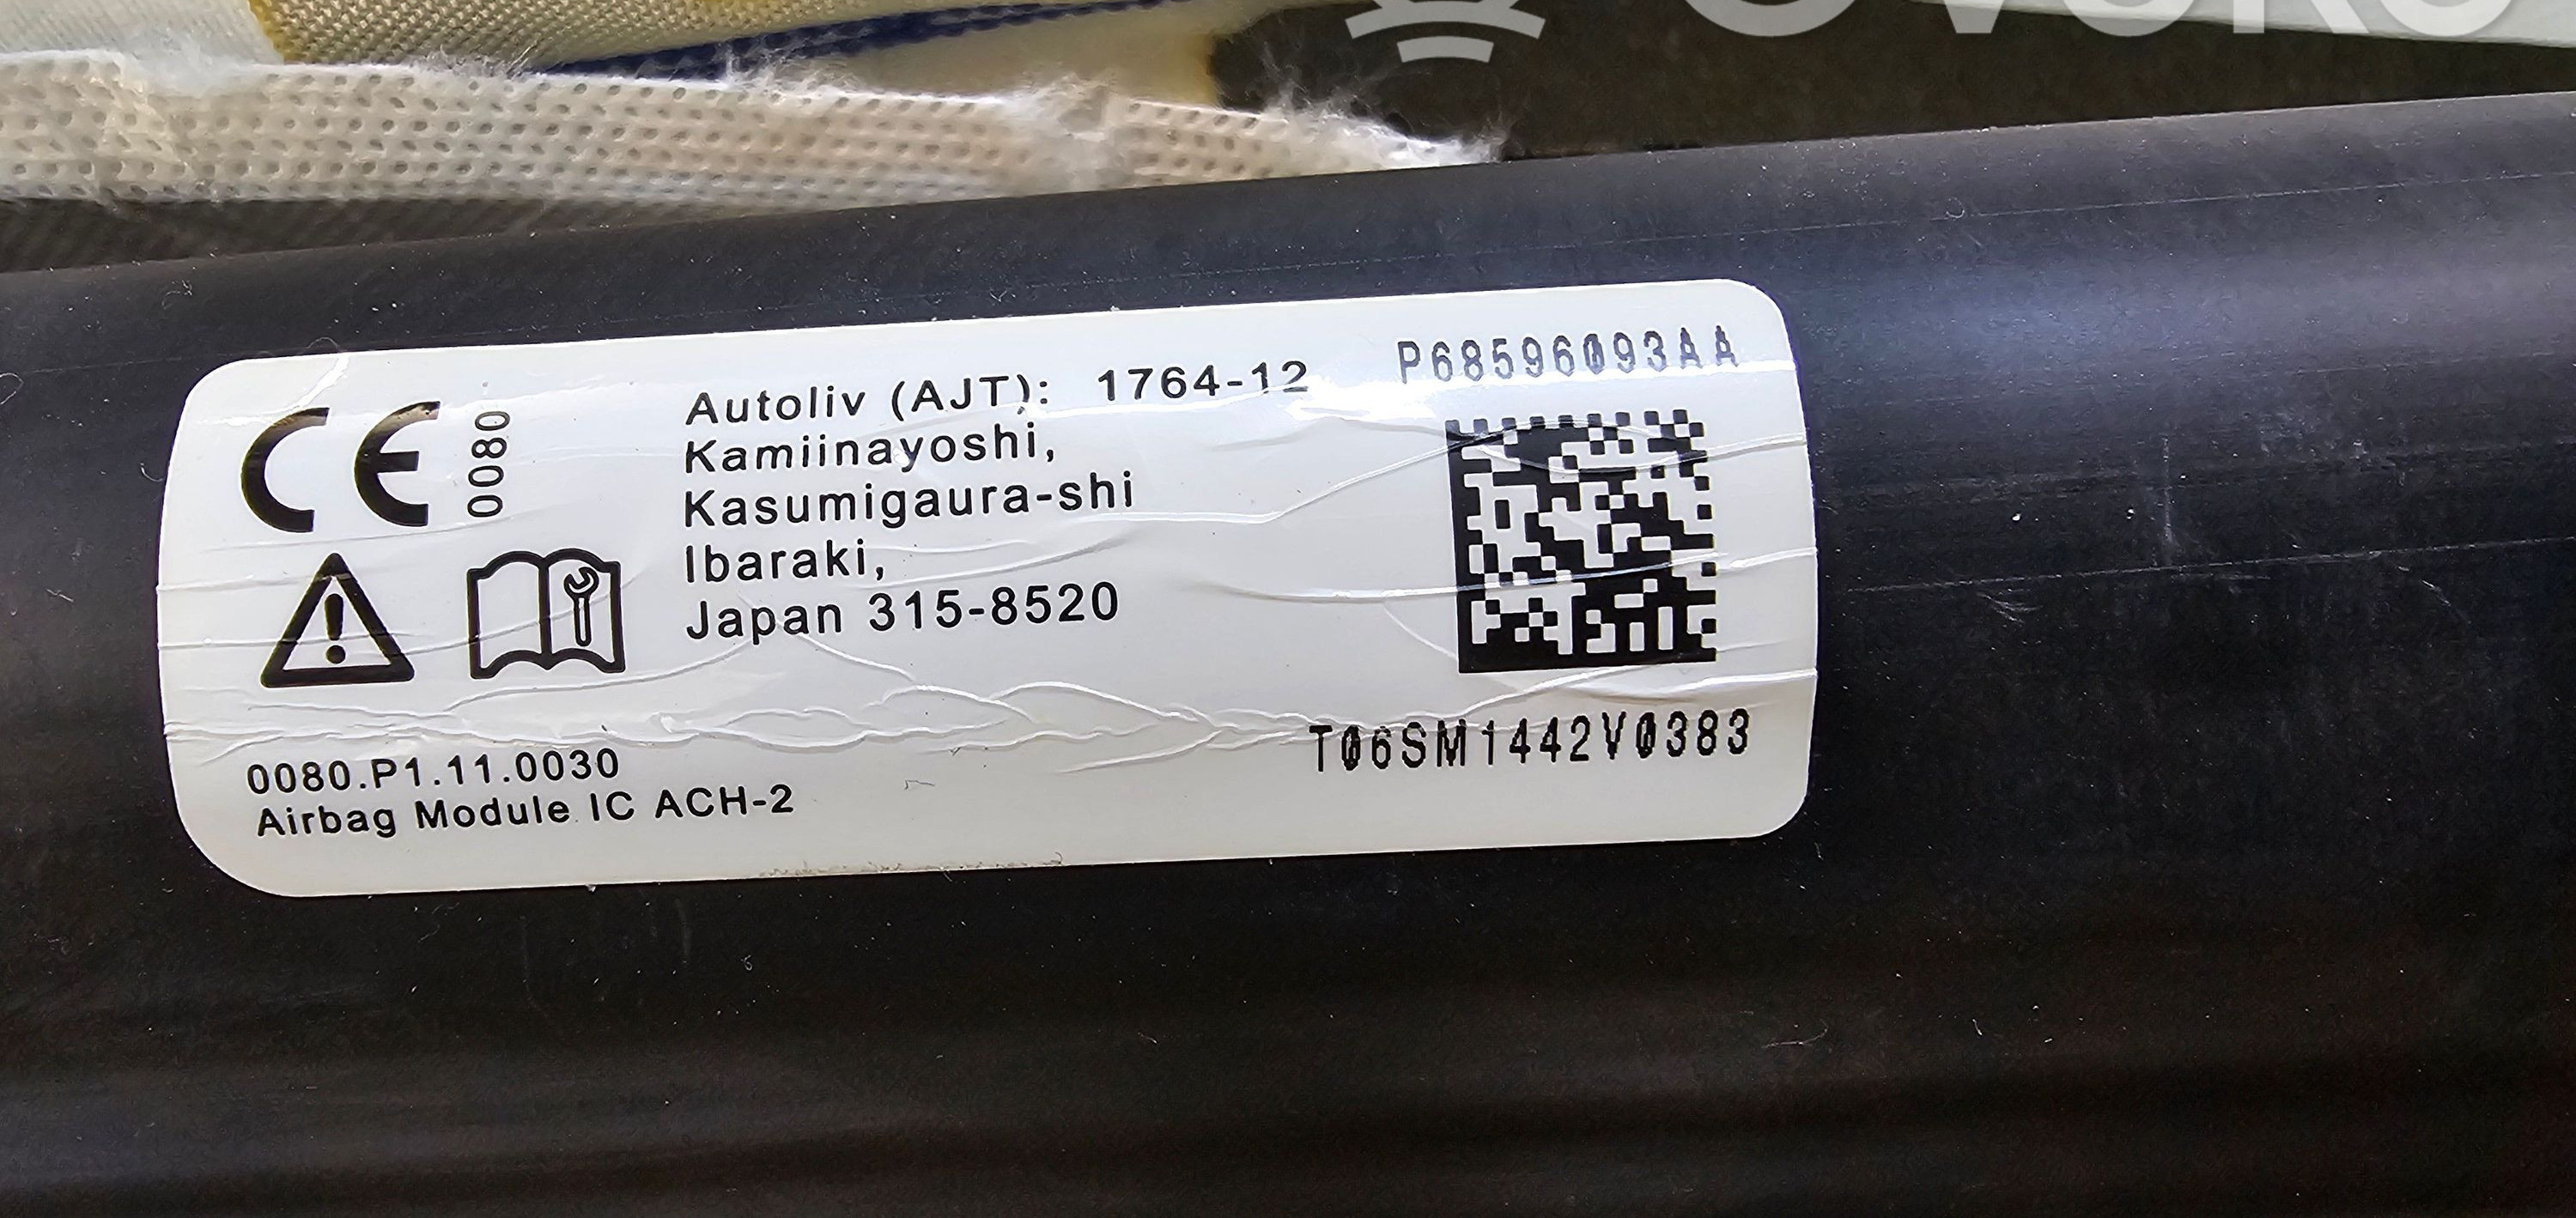 CE 0080
Autoliv (AJT): 1764-12
Kamiinayoshi,
Kasumigaura-shi
Ibaraki,
Japan 315-8520
P68596093AA
T06SM1442V0383
0080.P1.11.0030
Airbag Module IC ACH-2